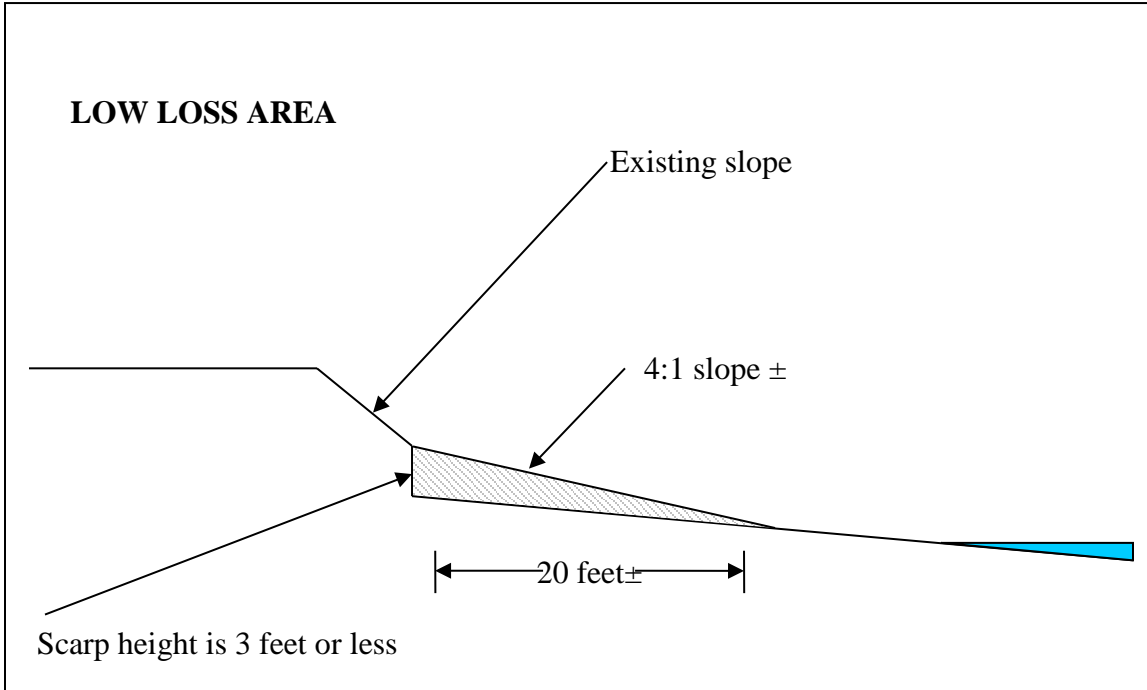 LOW LOSS AREA
Existing slope
4:1 slope ±
20 feet±
Scarp height is 3 feet or less